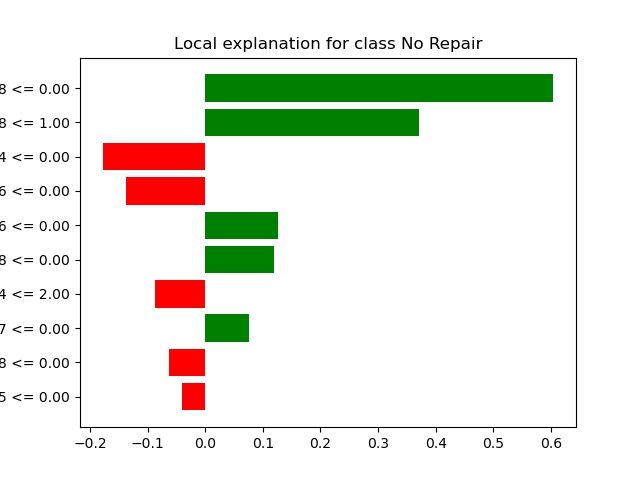 Local explanation for class No Repair
8 <= 0.00
8 <= 1.00
4 <= 0.00
6 <= 0.00
6 <= 0.00
8 <= 0.00
4 <= 2.00
7 <= 0.00
8 <= 0.00
5 <= 0.00
−0.2 −0.1 0.0 0.1 0.2 0.3 0.4 0.5 0.6